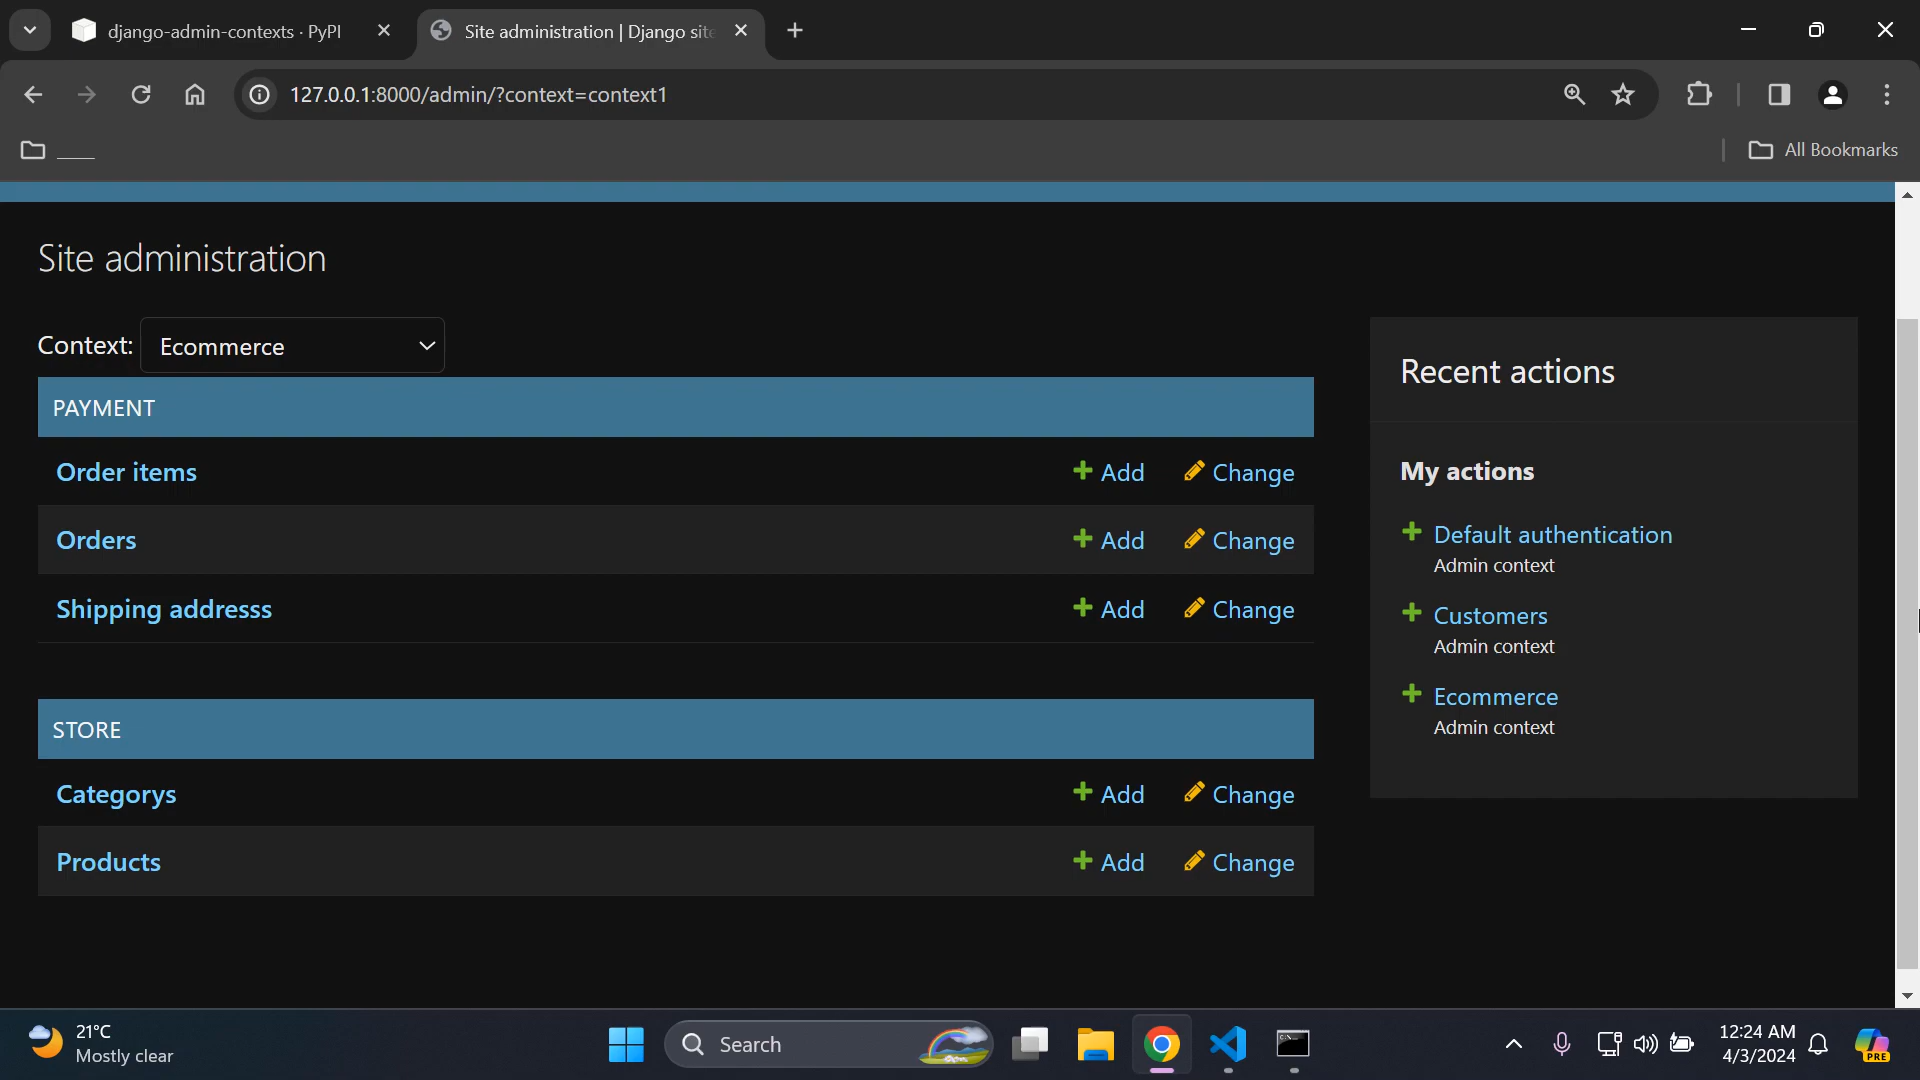 django-admin-contexts · PyPI
Site administration | Django site
127.0.0.1:8000/admin/?context=context1
All Bookmarks
Site administration
Context: Ecommerce
PAYMENT
Order items Add Change
Orders Add Change
Shipping addresss Add Change
STORE
Categorys Add Change
Products Add Change
Recent actions
My actions
Default authentication
Admin context
Customers
Admin context
Ecommerce
Admin context
21°C
Mostly clear
Search
12:24 AM
4/3/2024
PRE